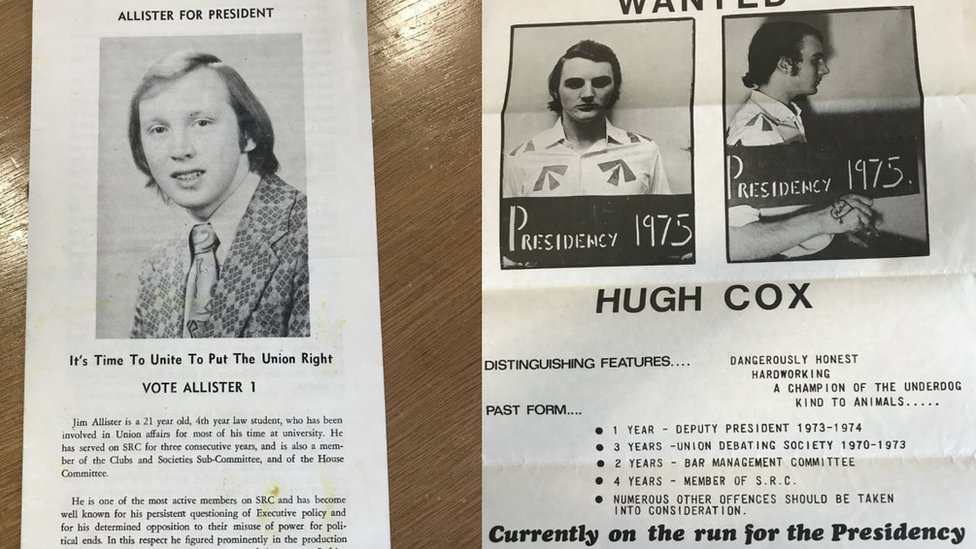 ALLISTER FOR PRESIDENT
It's Time To Unite To Put The Union Right
VOTE ALLISTER 1
Jim Allister is a 21 year old, 4th year law student, who has been
involved in Union affairs for most of his time at university. He
has served on SRC for three consecutive years, and is also a mem-
ber of the Clubs and Societies Sub-Committee, and of the House
Committee.
He is one of the most active members on SRC and has become
well known for his persistent questioning of Executive policy and
for his determined opposition to their misuse of power for poli-
tical ends. In this respect he figured prominently in the production
WANTED
PRESIDENCY 1975
PRESIDENCY 1975.
HUGH COX
DISTINGUISHING FEATURES....
DANGEROUSLY HONEST
HARDWORKING
A CHAMPION OF THE UNDERDOG
KIND TO ANIMALS.....
PAST FORM....
● 1 YEAR - DEPUTY PRESIDENT 1973-1974
● 3 YEARS -UNION DEBATING SOCIETY 1970-1973
● 2 YEARS - BAR MANAGEMENT COMMITTEE
● 4 YEARS - MEMBER OF S.R.C.
● NUMEROUS OTHER OFFENCES SHOULD BE TAKEN
INTO CONSIDERATION.
Currently on the run for the Presidency